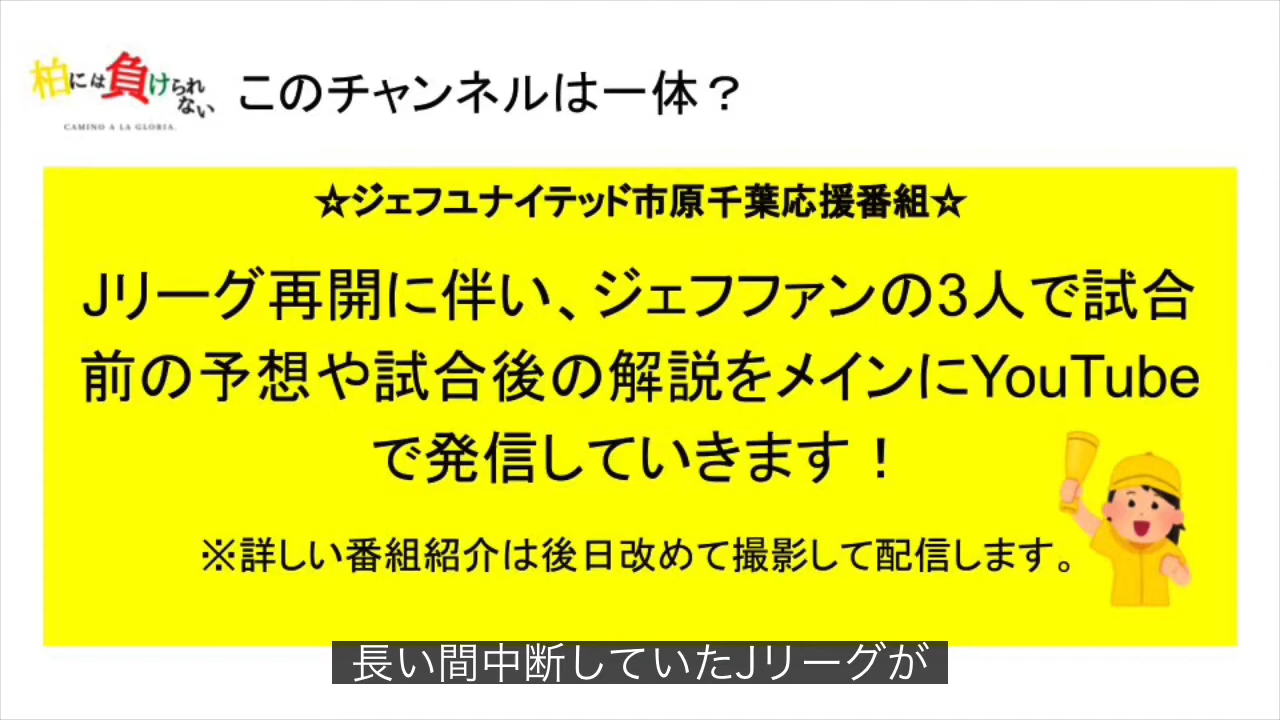 柏には負けられない
CAMINO A LA GLORIA.
このチャンネルは一体？
☆ジェフユナイテッド市原千葉応援番組☆
Jリーグ再開に伴い、ジェフファンの3人で試合
前の予想や試合後の解説をメインにYouTube
で発信していきます！
※詳しい番組紹介は後日改めて撮影して配信します。
長い間中断していたJリーグが